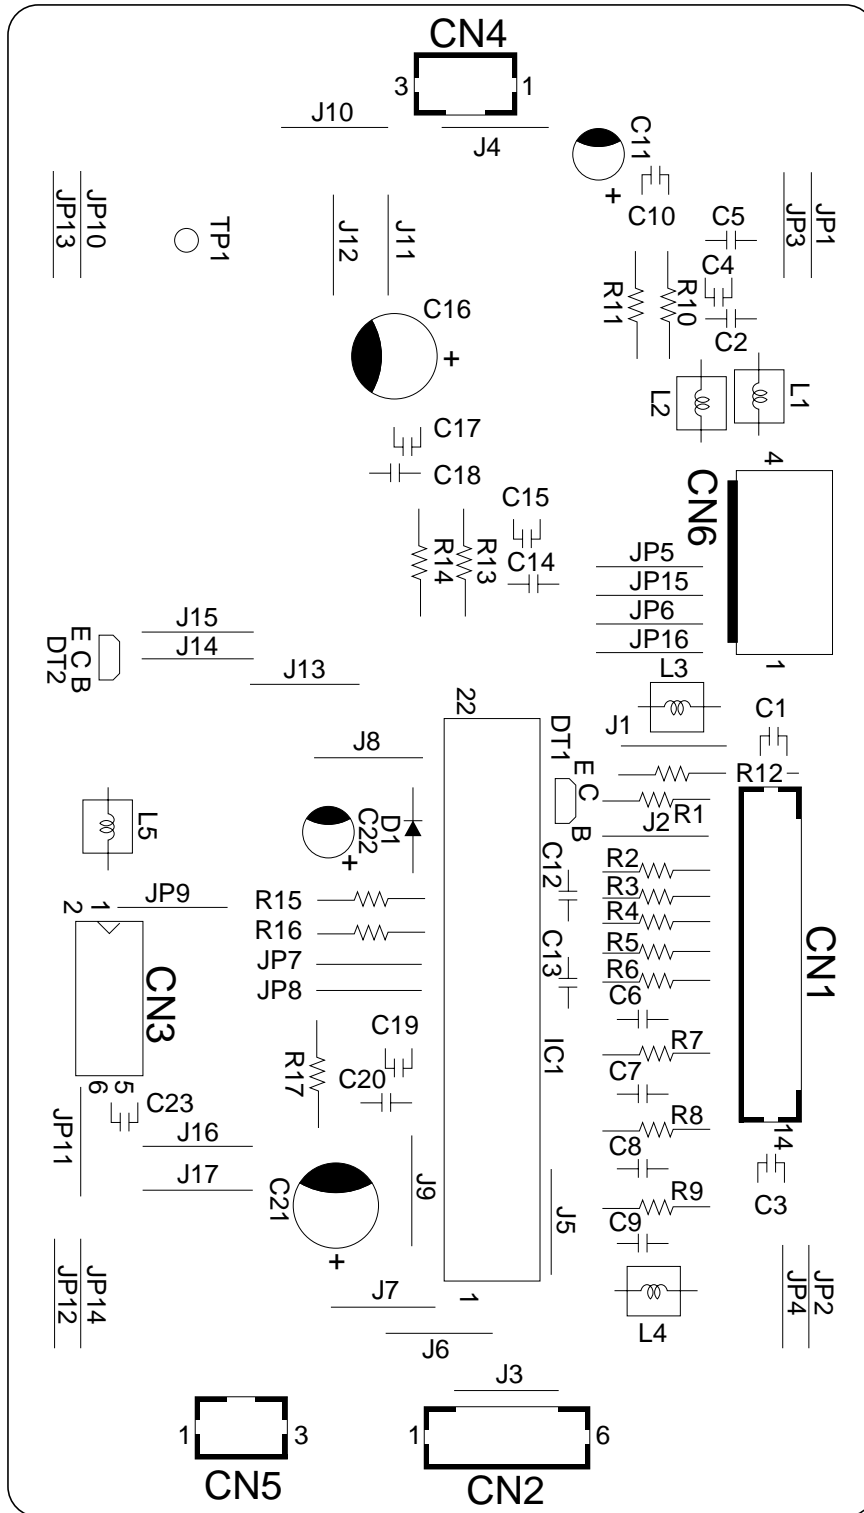 CN4
3
1
J10
J4
C11
+
C10
C5
JP13
JP10
TP1
J12
J11
JP3
JP1
C4
R11
R10
C2
C16
+
L2
L1
C17
C18
4
CN6
C15
C14
R14
R13
JP5
JP15
JP6
JP16
1
J15
J14
E C B
DT2
J13
L3
22
DT1
J1
C1
J8
E C B
R12
R1
J2
L5
C22
+
D1
C12
R2
R3
R4
R5
R6
2
1
JP9
R15
R16
JP7
JP8
C13
CN3
CN1
C6
C19
R17
C20
IC1
R7
C7
6
5
C23
JP11
J16
J17
R8
C8
14
C3
C21
+
J9
J5
R9
C9
JP12
JP14
J7
1
L4
JP4
JP2
J6
J3
1
3
CN5
1
6
CN2